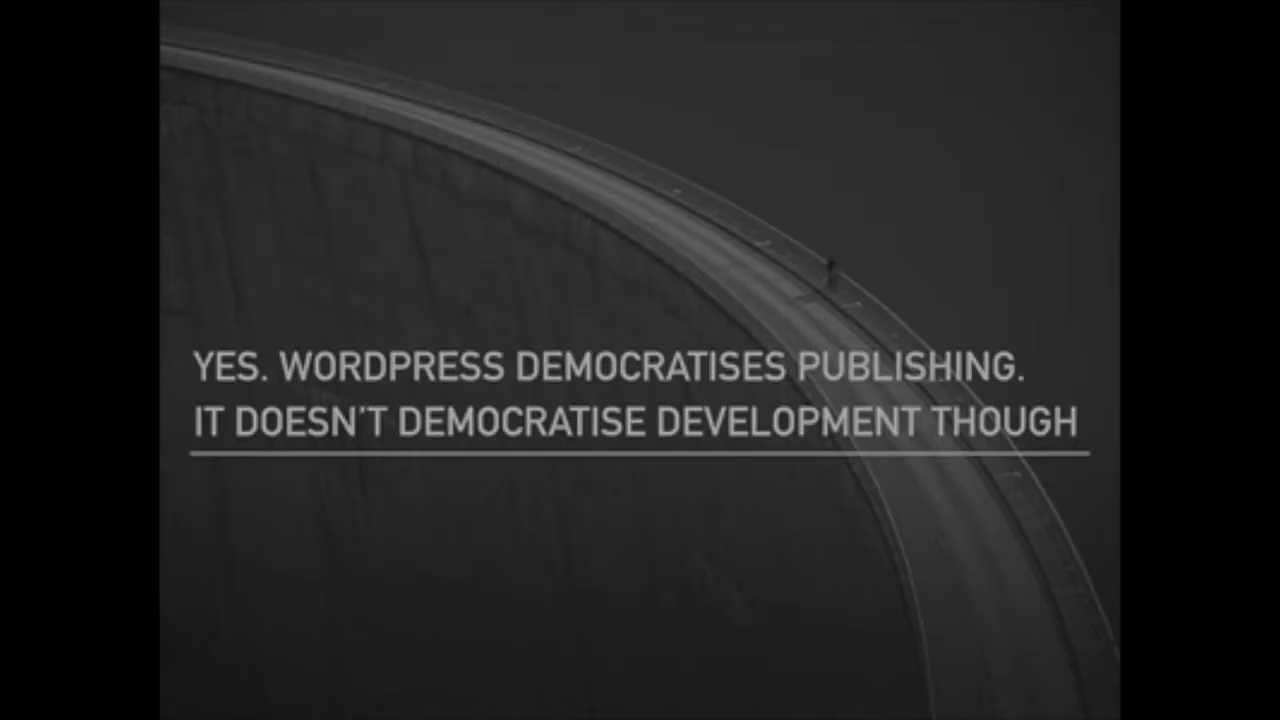 YES. WORDPRESS DEMOCRATISES PUBLISHING.
IT DOESN'T DEMOCRATISE DEVELOPMENT THOUGH